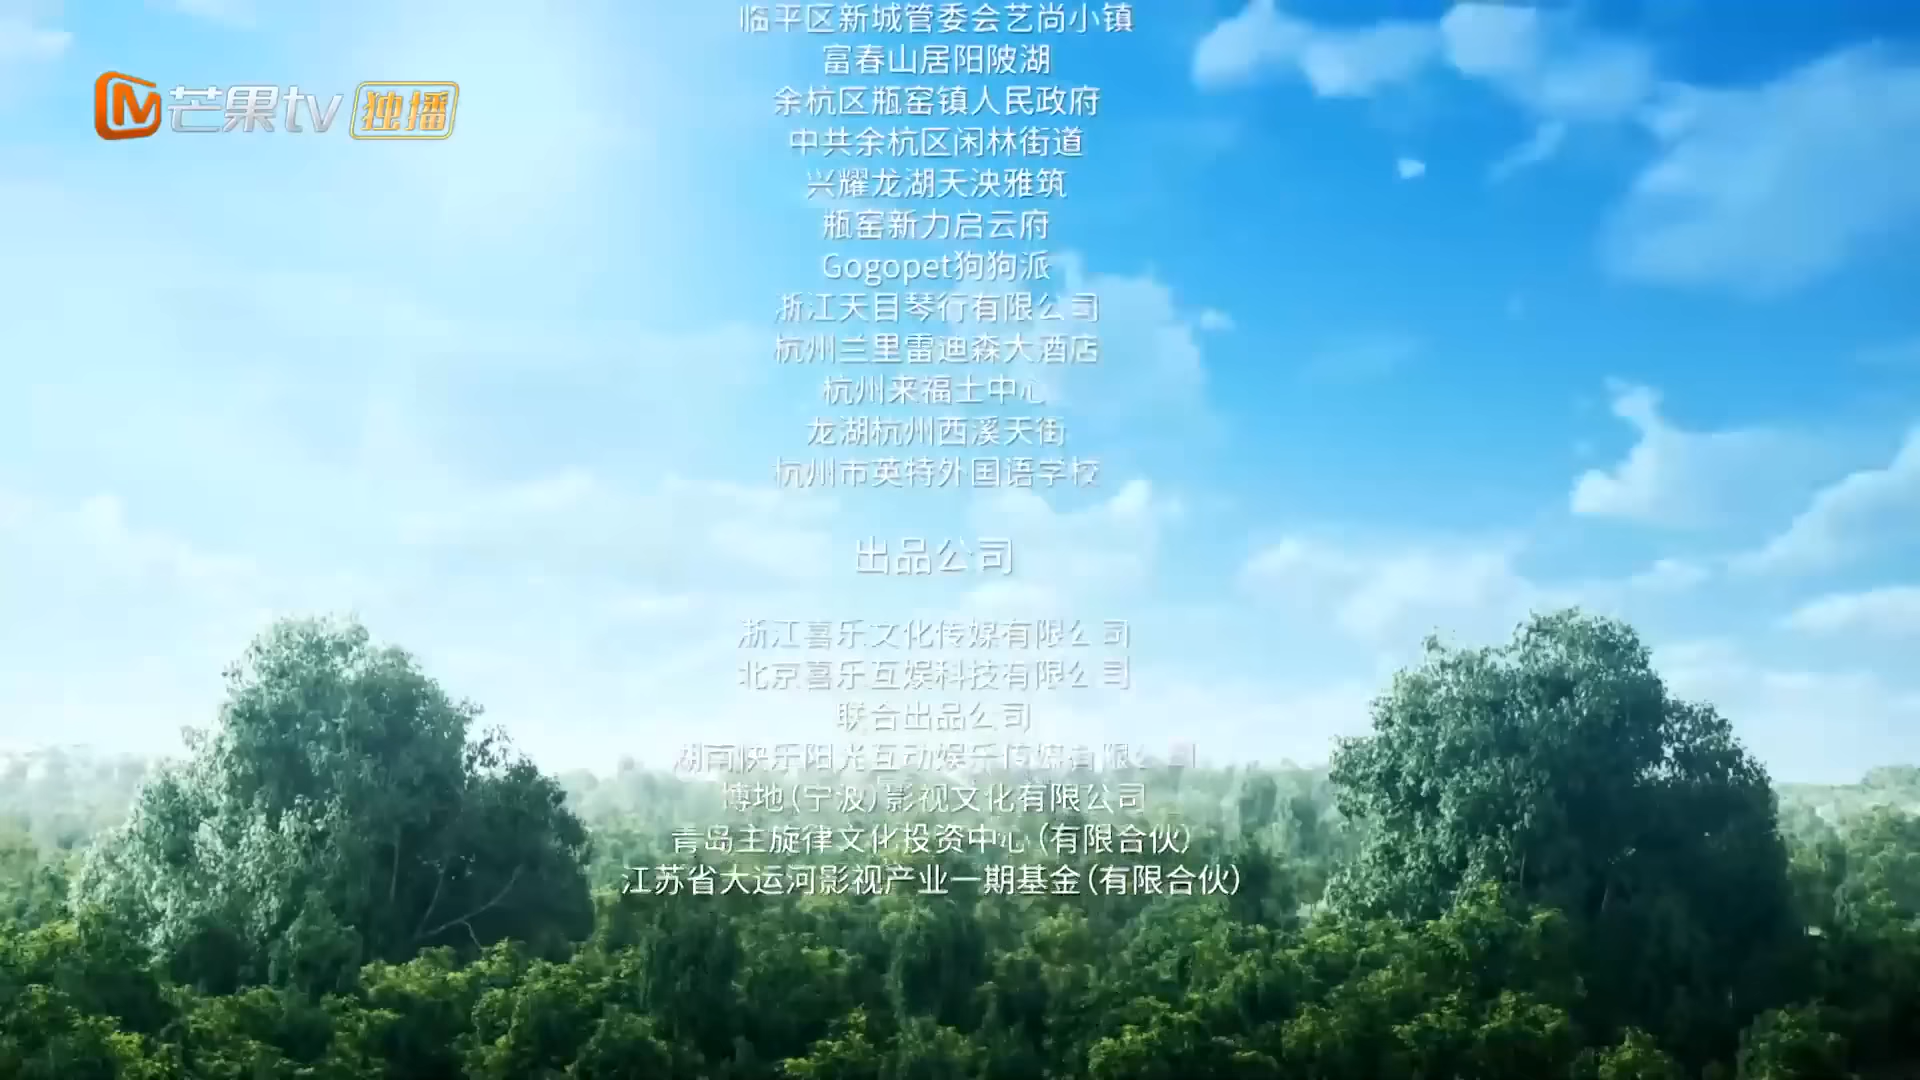 芒果tv 独播
临平区新城管委会艺尚小镇
富春山居阳陂湖
余杭区瓶窑镇人民政府
中共余杭区闲林街道
兴耀龙湖天泱雅筑
瓶窑新力启云府
Gogopet狗狗派
浙江天目琴行有限公司
杭州兰里雷迪森大酒店
杭州来福士中心
龙湖杭州西溪天街
杭州市英特外国语学校
出品公司
浙江喜乐文化传媒有限公司
北京喜乐互娱科技有限公司
联合出品公司
湖南快乐阳光互动娱乐传媒有限公司
博地(宁波)影视文化有限公司
青岛主旋律文化投资中心(有限合伙)
江苏省大运河影视产业一期基金(有限合伙)